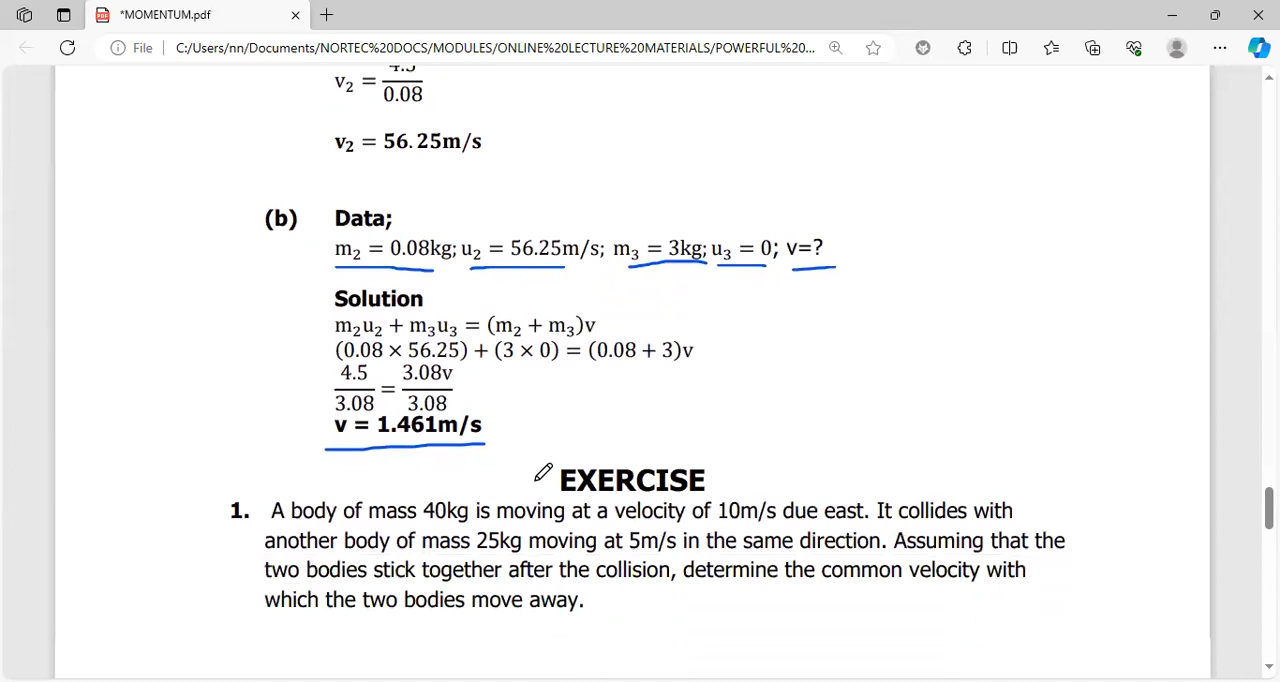 *MOMENTUM.pdf
File C:/Users/nn/Documents/NORTEC%20DOCS/MODULES/ONLINE%20LECTURE%20MATERIALS/POWERFUL%20...
v₂ = 4.5/0.08
v₂ = 56.25m/s
(b) Data;
m₂ = 0.08kg; u₂ = 56.25m/s; m₃ = 3kg; u₃ = 0; v=?
Solution
m₂u₂ + m₃u₃ = (m₂ + m₃)v
(0.08 × 56.25) + (3 × 0) = (0.08 + 3)v
4.5/3.08 = 3.08v/3.08
v = 1.461m/s
EXERCISE
1. A body of mass 40kg is moving at a velocity of 10m/s due east. It collides with
another body of mass 25kg moving at 5m/s in the same direction. Assuming that the
two bodies stick together after the collision, determine the common velocity with
which the two bodies move away.